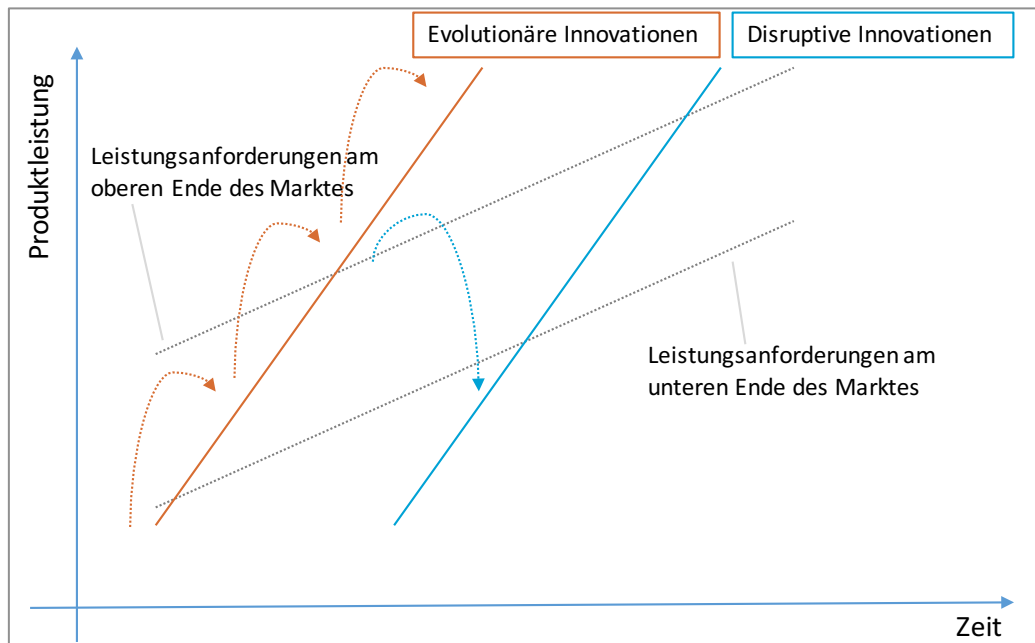 Evolutionäre Innovationen
Disruptive Innovationen
Produktleistung
Leistungsanforderungen am
oberen Ende des Marktes
Leistungsanforderungen am
unteren Ende des Marktes
Zeit